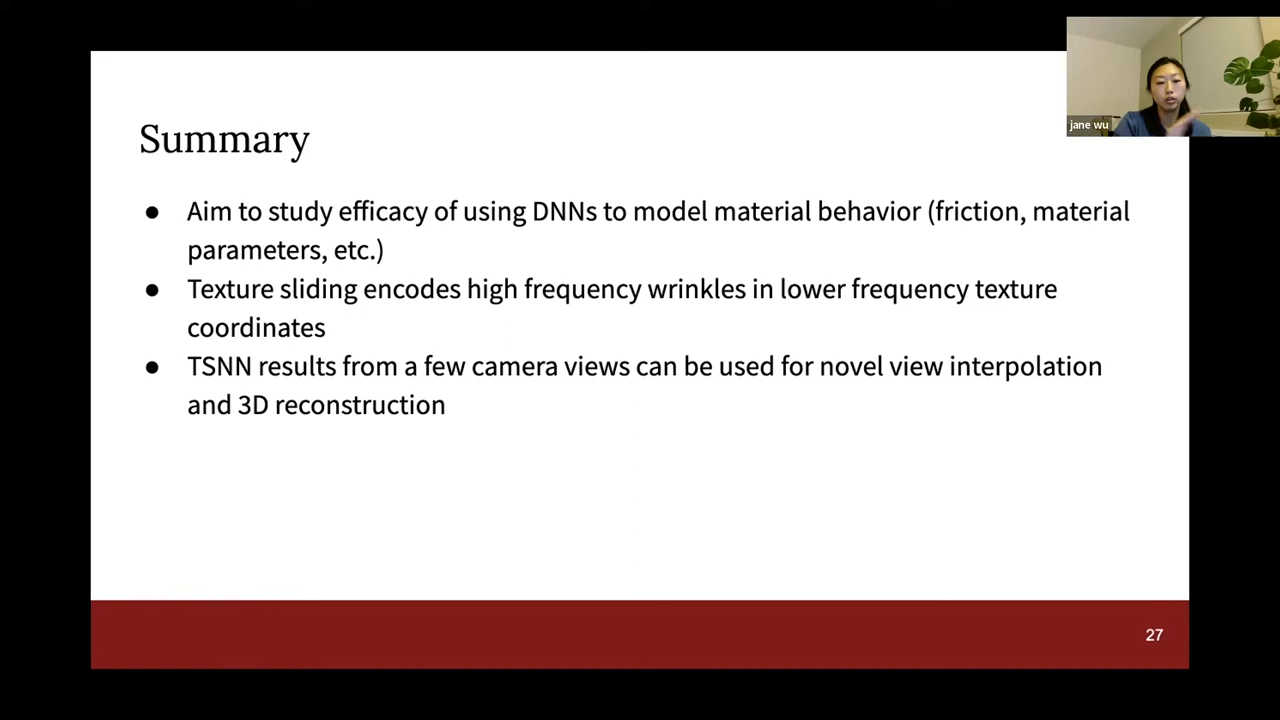 jane wu
Summary
● Aim to study efficacy of using DNNs to model material behavior (friction, material
parameters, etc.)
● Texture sliding encodes high frequency wrinkles in lower frequency texture
coordinates
● TSNN results from a few camera views can be used for novel view interpolation
and 3D reconstruction
27